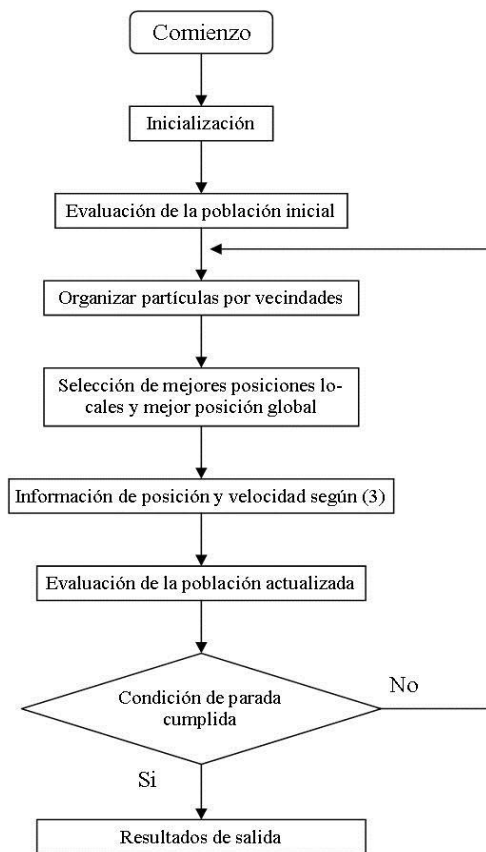 Comienzo
Inicialización
Evaluación de la población inicial
Organizar partículas por vecindades
Selección de mejores posiciones lo-
cales y mejor posición global
Información de posición y velocidad según (3)
Evaluación de la población actualizada
Condición de parada
cumplida
No
Si
Resultados de salida